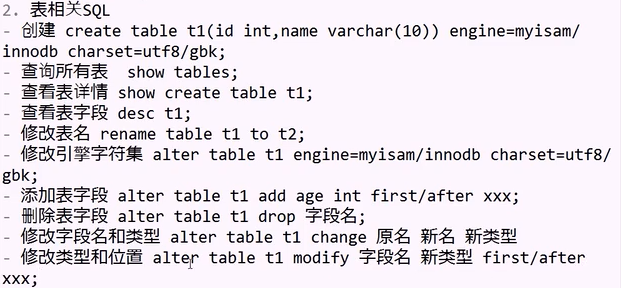 2. 表相关SQL
- 创建 create table t1(id int,name varchar(10)) engine=myisam/
innodb charset=utf8/gbk;
- 查询所有表  show tables;
- 查看表详情 show create table t1;
- 查看表字段 desc t1;
- 修改表名 rename table t1 to t2;
- 修改引擎字符集 alter table t1 engine=myisam/innodb charset=utf8/
gbk;
- 添加表字段 alter table t1 add age int first/after xxx;
- 删除表字段 alter table t1 drop 字段名;
- 修改字段名和类型 alter table t1 change 原名 新名 新类型
- 修改类型和位置 alter table t1 modify 字段名 新类型 first/after
xxx;